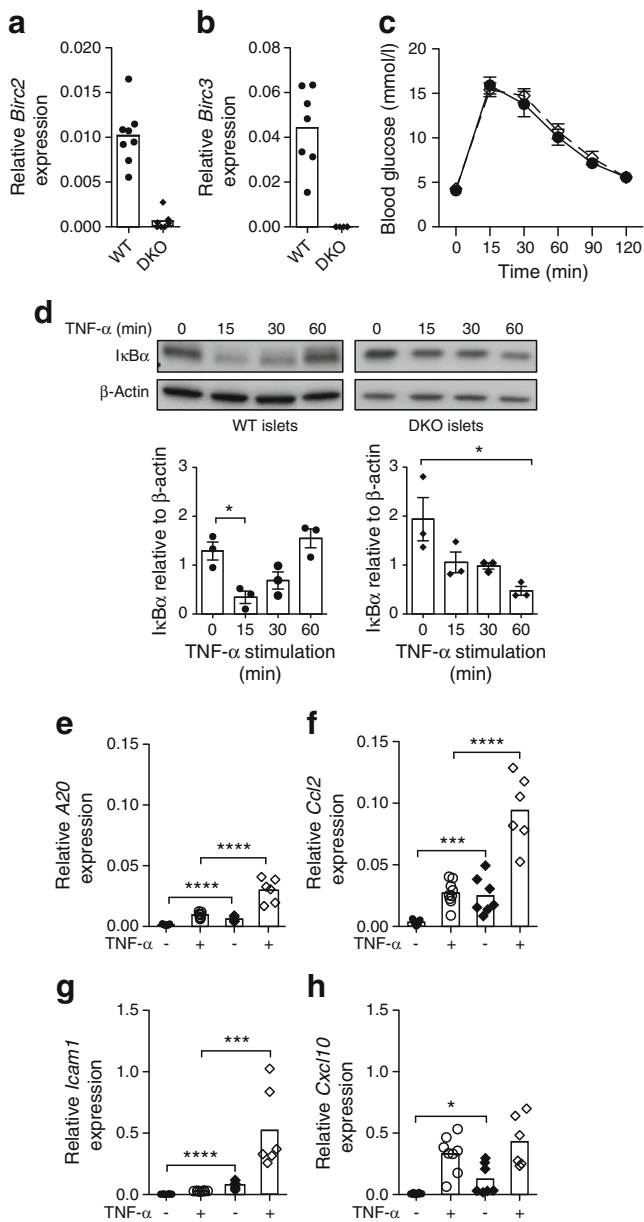 a
Relative Birc2
expression
0.020
0.015
0.010
0.005
0.000
WT
DKO
b
Relative Birc3
expression
0.08
0.06
0.04
0.02
0.00
WT
DKO
c
Blood glucose (mmol/l)
20
15
10
5
0
0 15 30 60 90 120
Time (min)
d
TNF-α (min) 0 15 30 60 0 15 30 60
IκBα
β-Actin
WT islets DKO islets
IκBα relative to β-actin
3
2
1
0
*
0 15 30 60
TNF-α stimulation
(min)
IκBα relative to β-actin
3
2
1
0
*
0 15 30 60
TNF-α stimulation
(min)
e
Relative A20
expression
0.15
0.10
0.05
0.00
****
****
TNF-α - + - +
f
Relative Ccl2
expression
0.15
0.10
0.05
0.00
****
***
TNF-α - + - +
g
Relative Icam1
expression
1.5
1.0
0.5
0.0
***
****
TNF-α - + - +
h
Relative Cxcl10
expression
1.5
1.0
0.5
0.0
*
TNF-α - + - +